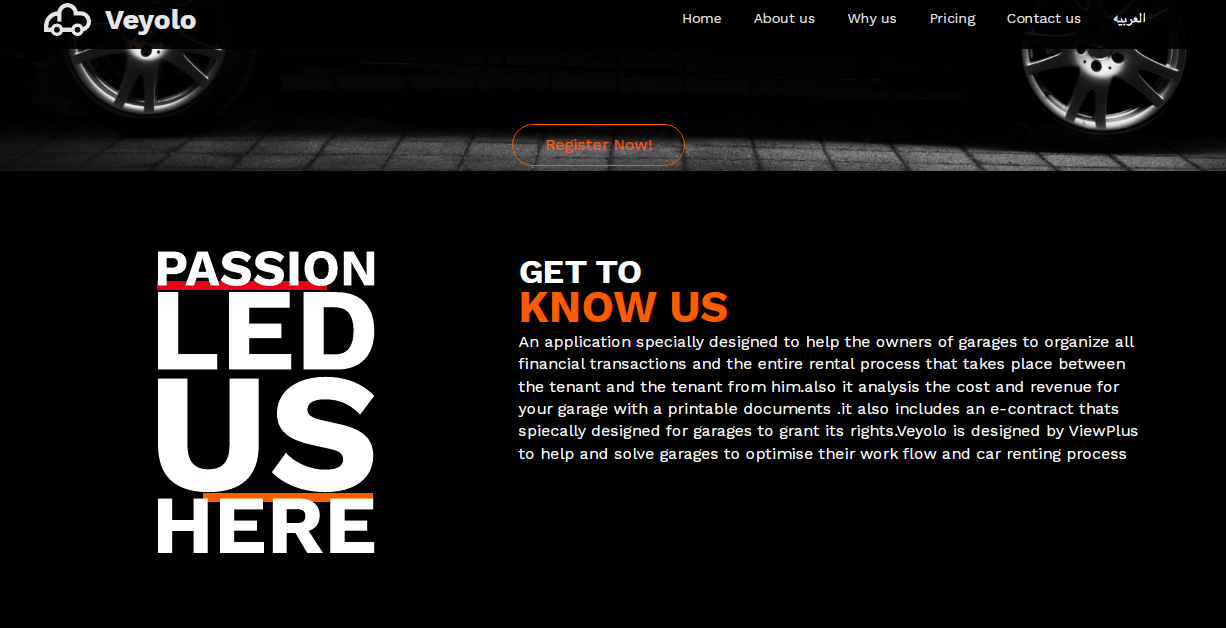 Veyolo
Home About us Why us Pricing Contact us العربيه
Register Now!
PASSION
LED
US
HERE
GET TO
KNOW US
An application specially designed to help the owners of garages to organize all
financial transactions and the entire rental process that takes place between
the tenant and the tenant from him.also it analysis the cost and revenue for
your garage with a printable documents .it also includes an e-contract thats
spiecally designed for garages to grant its rights.Veyolo is designed by ViewPlus
to help and solve garages to optimise their work flow and car renting process